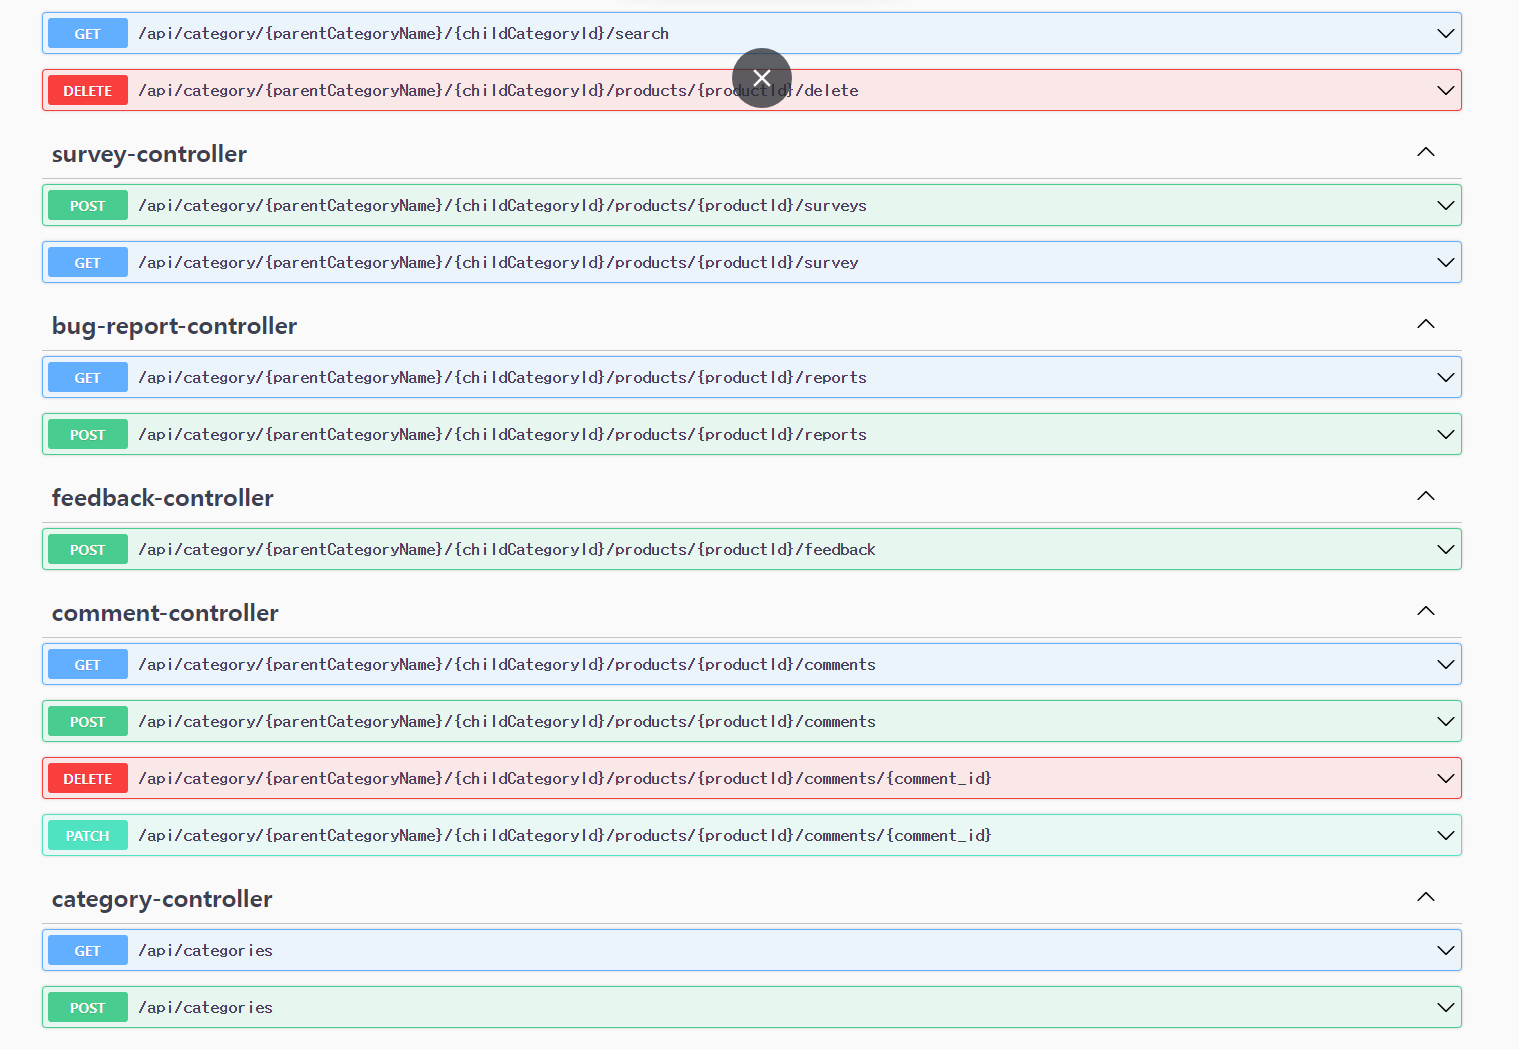 GET /api/category/{parentCategoryName}/{childCategoryId}/search
DELETE /api/category/{parentCategoryName}/{childCategoryId}/products/{productId}/delete
survey-controller
POST /api/category/{parentCategoryName}/{childCategoryId}/products/{productId}/surveys
GET /api/category/{parentCategoryName}/{childCategoryId}/products/{productId}/survey
bug-report-controller
GET /api/category/{parentCategoryName}/{childCategoryId}/products/{productId}/reports
POST /api/category/{parentCategoryName}/{childCategoryId}/products/{productId}/reports
feedback-controller
POST /api/category/{parentCategoryName}/{childCategoryId}/products/{productId}/feedback
comment-controller
GET /api/category/{parentCategoryName}/{childCategoryId}/products/{productId}/comments
POST /api/category/{parentCategoryName}/{childCategoryId}/products/{productId}/comments
DELETE /api/category/{parentCategoryName}/{childCategoryId}/products/{productId}/comments/{comment_id}
PATCH /api/category/{parentCategoryName}/{childCategoryId}/products/{productId}/comments/{comment_id}
category-controller
GET /api/categories
POST /api/categories